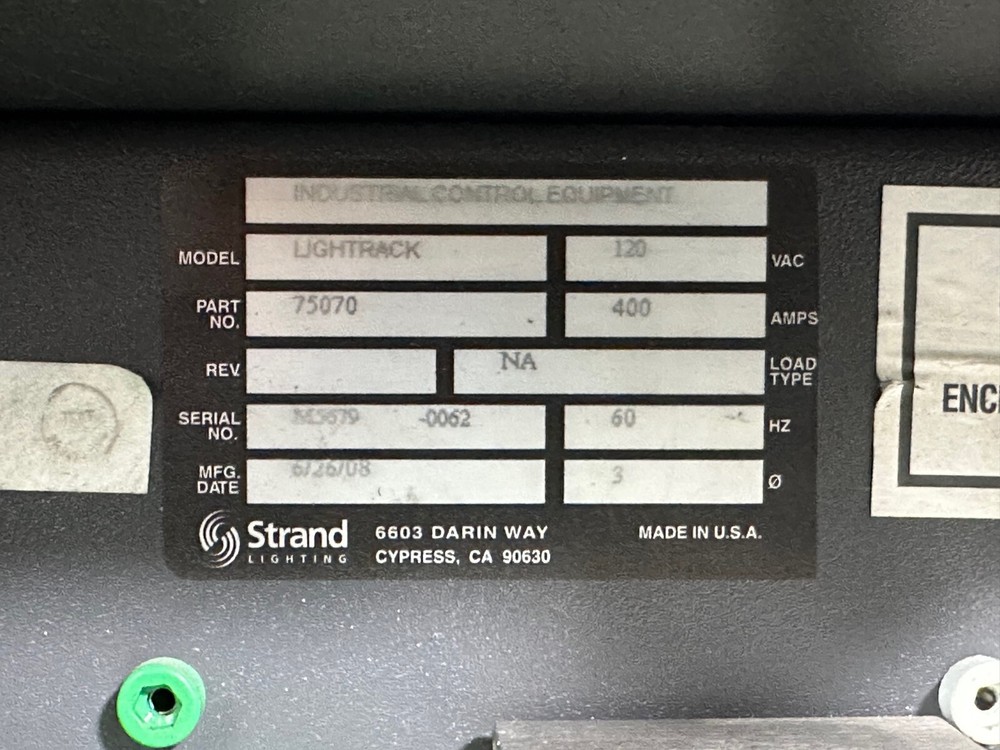 INDUSTRIAL CONTROL EQUIPMENT
MODEL LIGHTRACK 120 VAC
PART NO. 75070 400 AMPS
REV. NA LOAD TYPE
SERIAL NO. -0062 60 HZ
MFG. DATE 6/26/08 3 Ø
Strand
LIGHTING
6603 DARIN WAY
CYPRESS, CA 90630
MADE IN U.S.A.